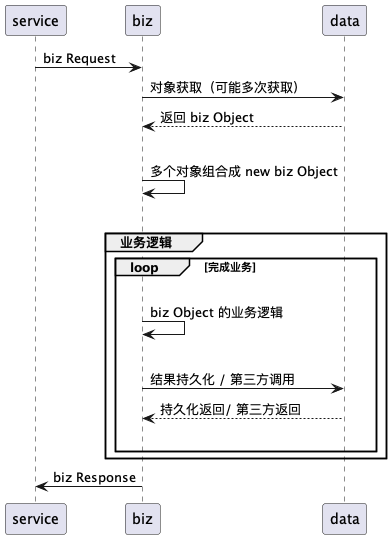 service biz data
biz Request
对象获取（可能多次获取）
返回 biz Object
多个对象组合成 new biz Object
业务逻辑
loop [完成业务]
biz Object 的业务逻辑
结果持久化 / 第三方调用
持久化返回/ 第三方返回
biz Response
service biz data